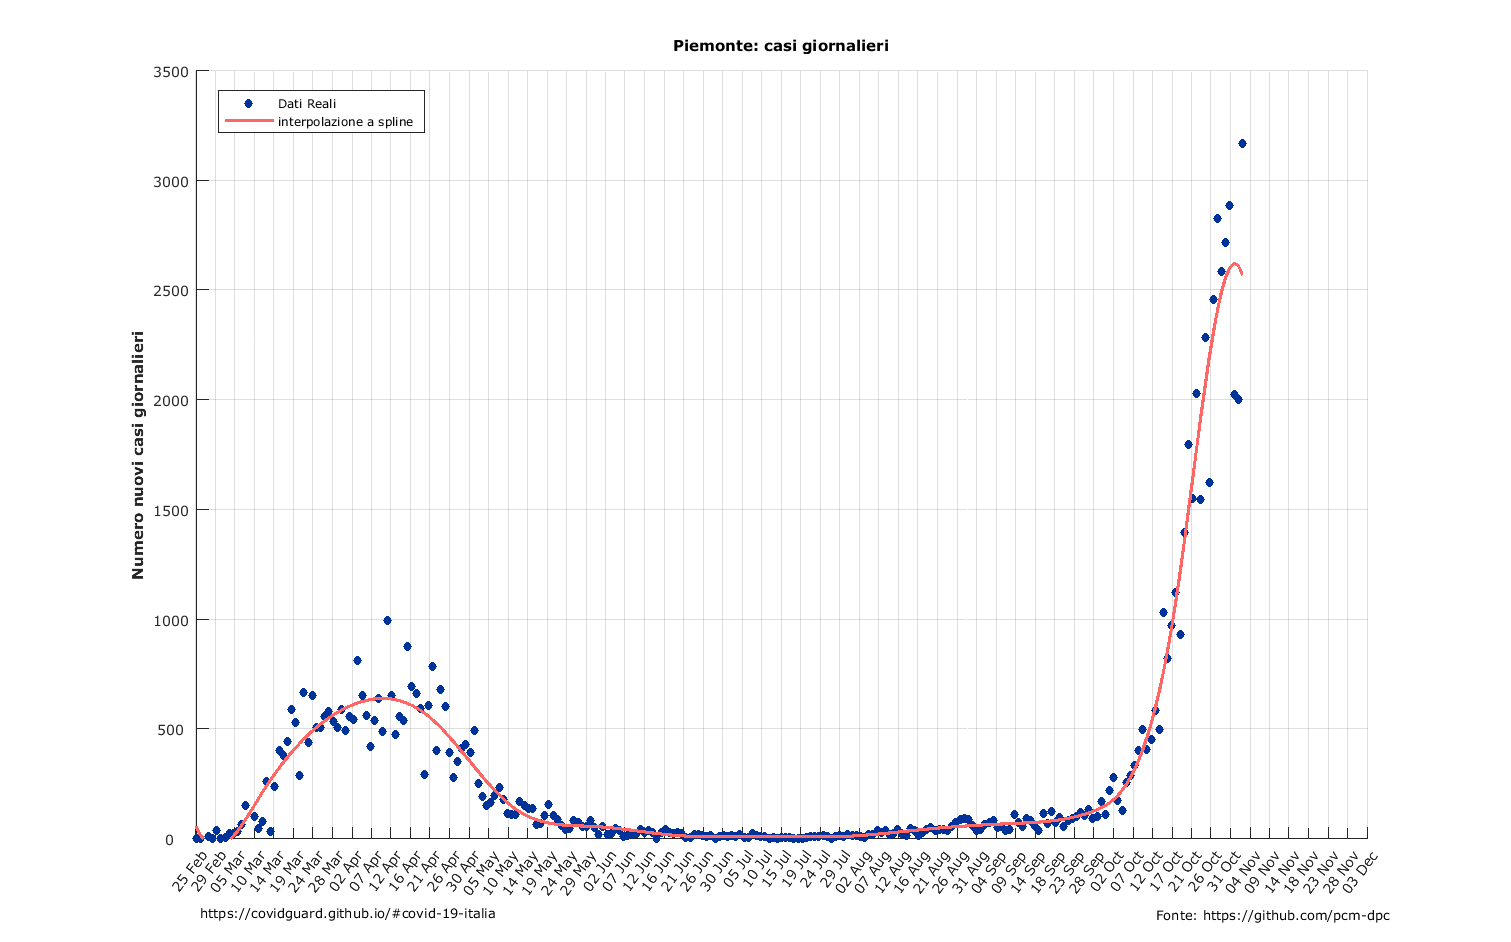 Piemonte: casi giornalieri
Dati Reali
interpolazione a spline
Numero nuovi casi giornalieri
3500
3000
2500
2000
1500
1000
500
0
25 Feb
29 Feb
05 Mar
10 Mar
14 Mar
19 Mar
24 Mar
28 Mar
02 Apr
07 Apr
12 Apr
16 Apr
21 Apr
26 Apr
30 Apr
05 May
10 May
14 May
19 May
24 May
29 May
02 Jun
07 Jun
12 Jun
16 Jun
21 Jun
26 Jun
30 Jun
05 Jul
10 Jul
15 Jul
19 Jul
24 Jul
29 Jul
02 Aug
07 Aug
12 Aug
16 Aug
21 Aug
26 Aug
31 Aug
04 Sep
09 Sep
14 Sep
18 Sep
23 Sep
28 Sep
02 Oct
07 Oct
12 Oct
17 Oct
21 Oct
26 Oct
31 Oct
04 Nov
09 Nov
14 Nov
18 Nov
23 Nov
28 Nov
03 Dec
https://covidguard.github.io/#covid-19-italia
Fonte: https://github.com/pcm-dpc